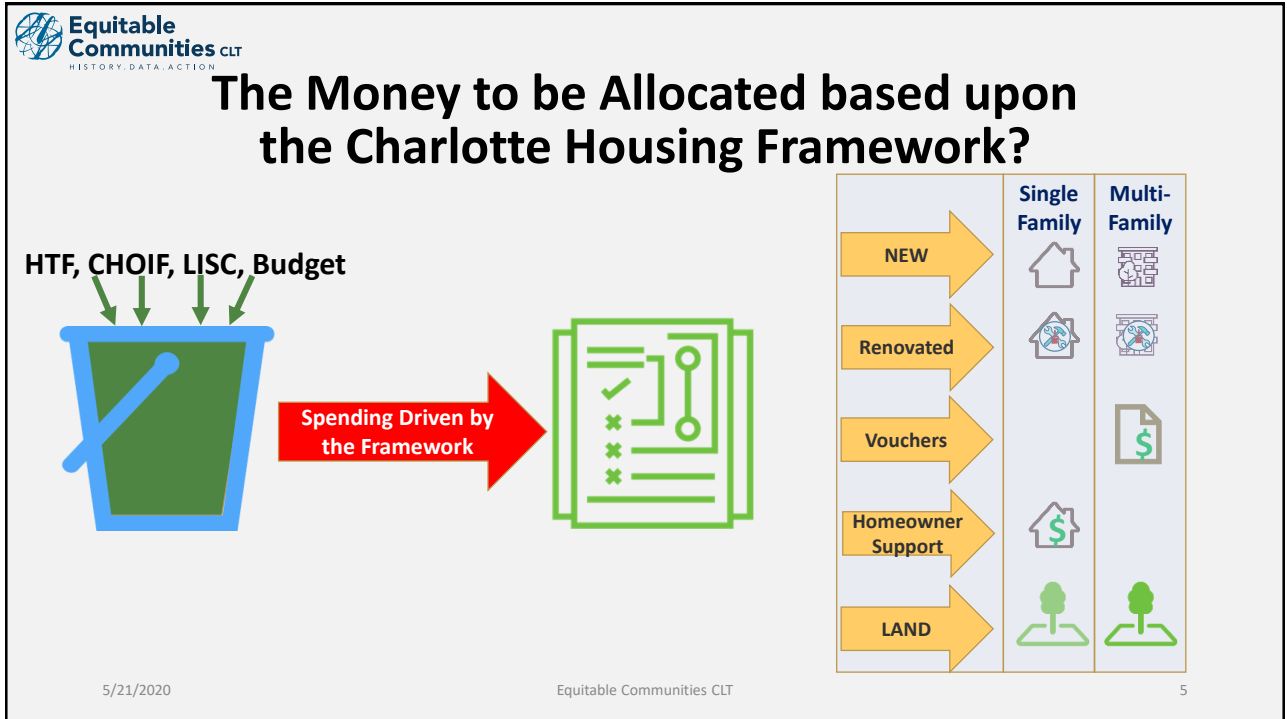 Equitable
Communities CLT
HISTORY.DATA.ACTION
The Money to be Allocated based upon
the Charlotte Housing Framework?
HTF, CHOIF, LISC, Budget
Spending Driven by
the Framework
Single
Family
Multi-
Family
NEW
Renovated
Vouchers
$
Homeowner
Support
$
LAND
5/21/2020
Equitable Communities CLT
5